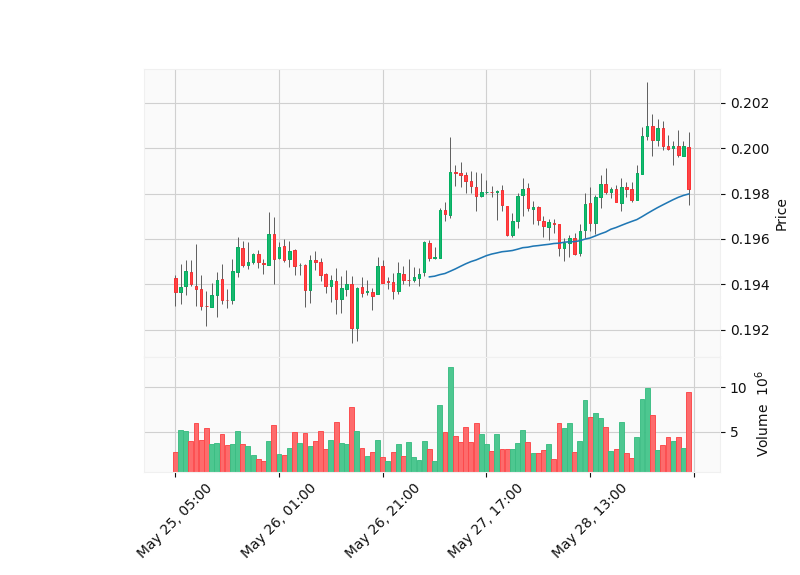 0.202
0.200
0.198
0.196
0.194
0.192
Price
10
5
Volume 10^6
May 25, 05:00
May 26, 01:00
May 26, 21:00
May 27, 17:00
May 28, 13:00